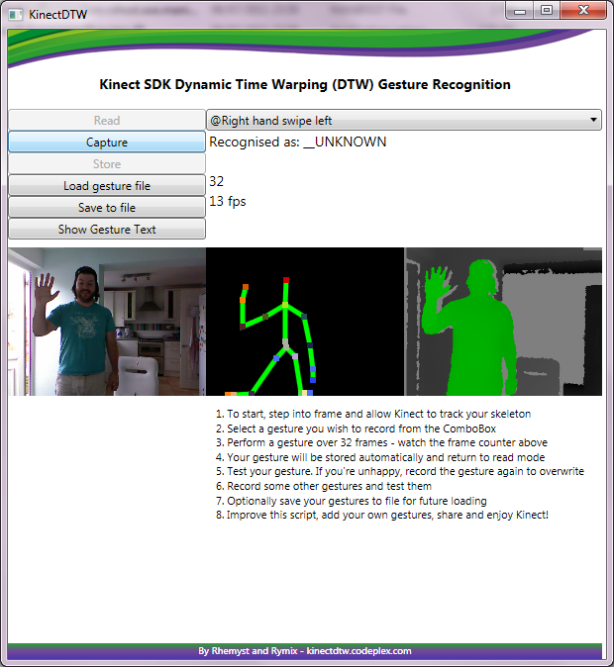 KinectDTW
Kinect SDK Dynamic Time Warping (DTW) Gesture Recognition
Read
@Right hand swipe left
Capture
Recognised as: __UNKNOWN
Store
Load gesture file
32
Save to file
13 fps
Show Gesture Text
1. To start, step into frame and allow Kinect to track your skeleton
2. Select a gesture you wish to record from the ComboBox
3. Perform a gesture over 32 frames - watch the frame counter above
4. Your gesture will be stored automatically and return to read mode
5. Test your gesture. If you're unhappy, record the gesture again to overwrite
6. Record some other gestures and test them
7. Optionally save your gestures to file for future loading
8. Improve this script, add your own gestures, share and enjoy Kinect!
By Rhemyst and Rymix - kinectdtw.codeplex.com